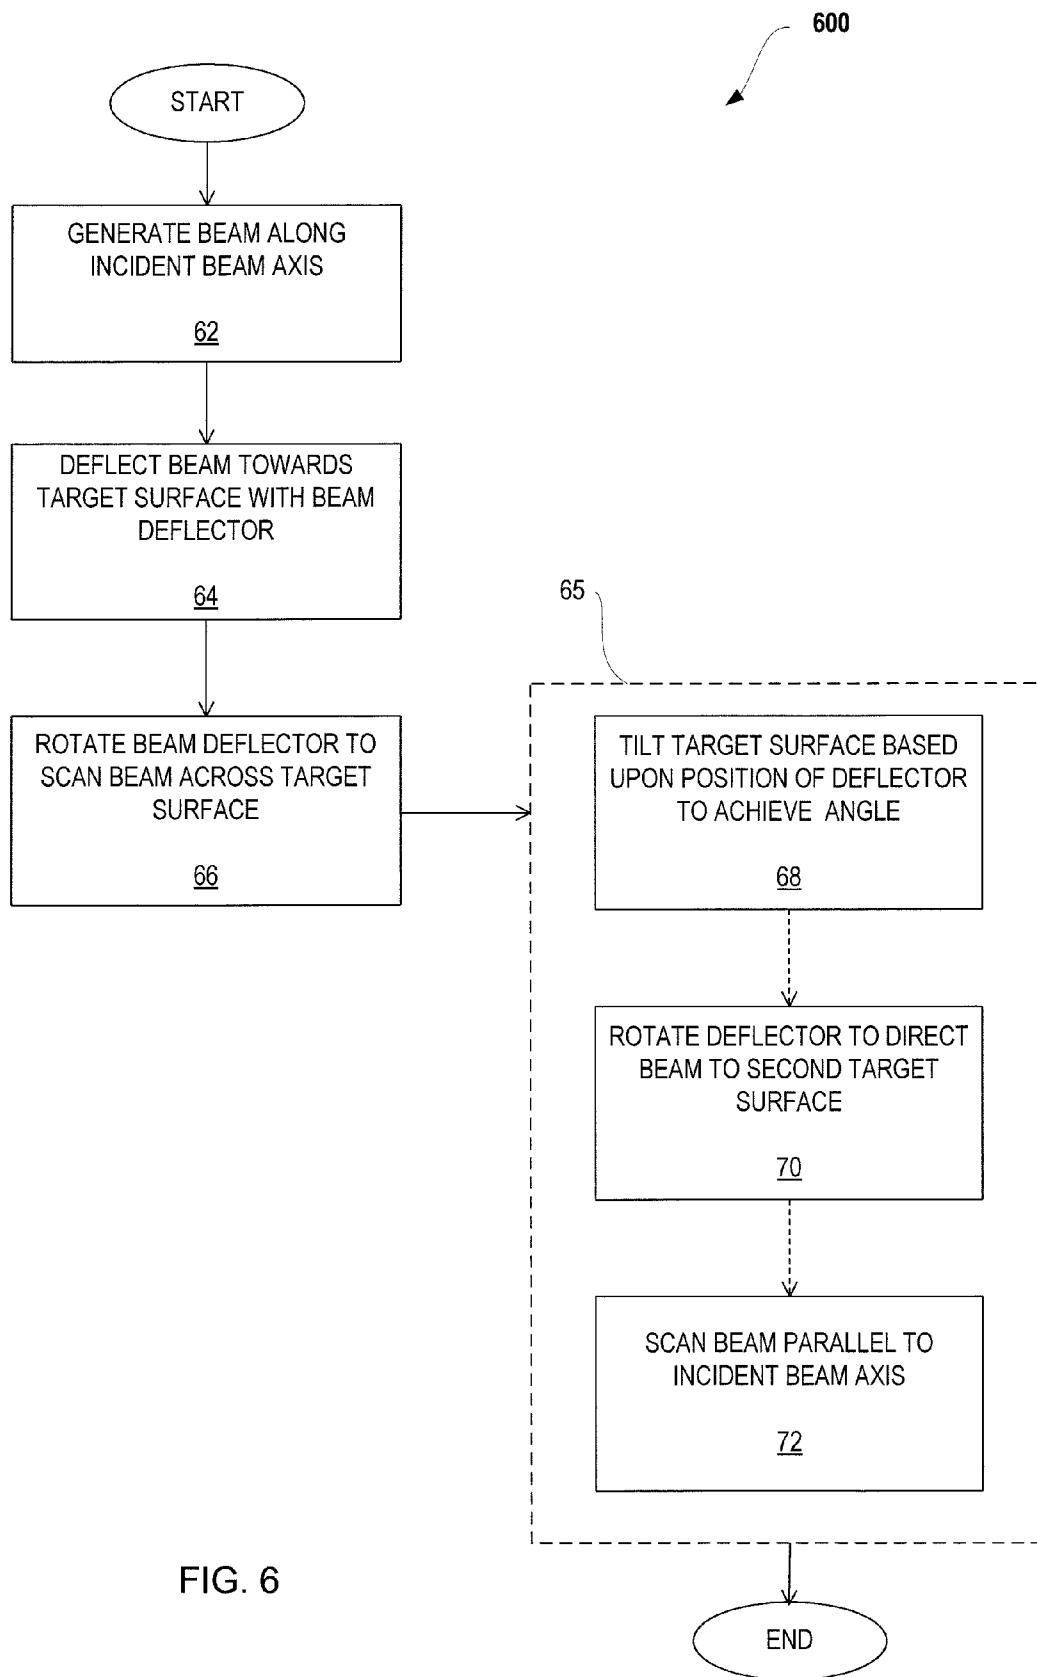 600
START
GENERATE BEAM ALONG
INCIDENT BEAM AXIS
62
DEFLECT BEAM TOWARDS
TARGET SURFACE WITH BEAM
DEFLECTOR
64
ROTATE BEAM DEFLECTOR TO
SCAN BEAM ACROSS TARGET
SURFACE
66
65
TILT TARGET SURFACE BASED
UPON POSITION OF DEFLECTOR
TO ACHIEVE ANGLE
68
ROTATE DEFLECTOR TO DIRECT
BEAM TO SECOND TARGET
SURFACE
70
SCAN BEAM PARALLEL TO
INCIDENT BEAM AXIS
72
END
FIG. 6